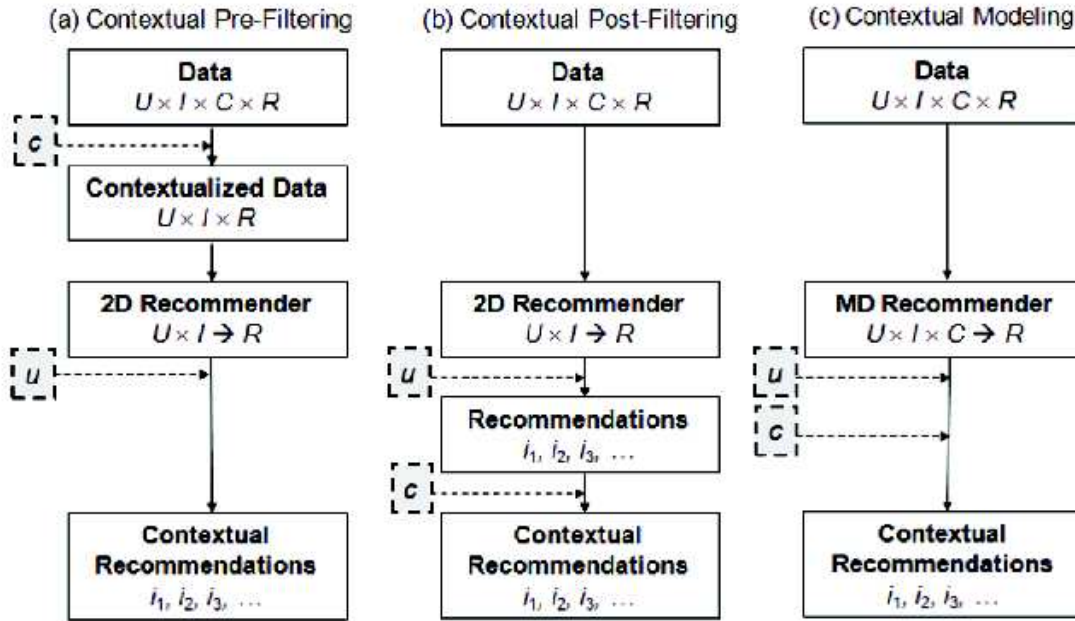 (a) Contextual Pre-Filtering
Data
U × I × C × R
c
Contextualized Data
U × I × R
2D Recommender
U × I → R
u
Contextual
Recommendations
i₁, i₂, i₃, …
(b) Contextual Post-Filtering
Data
U × I × C × R
2D Recommender
U × I → R
u
Recommendations
i₁, i₂, i₃, …
c
Contextual
Recommendations
i₁, i₂, i₃, …
(c) Contextual Modeling
Data
U × I × C × R
MD Recommender
U × I × C → R
u
c
Contextual
Recommendations
i₁, i₂, i₃, …